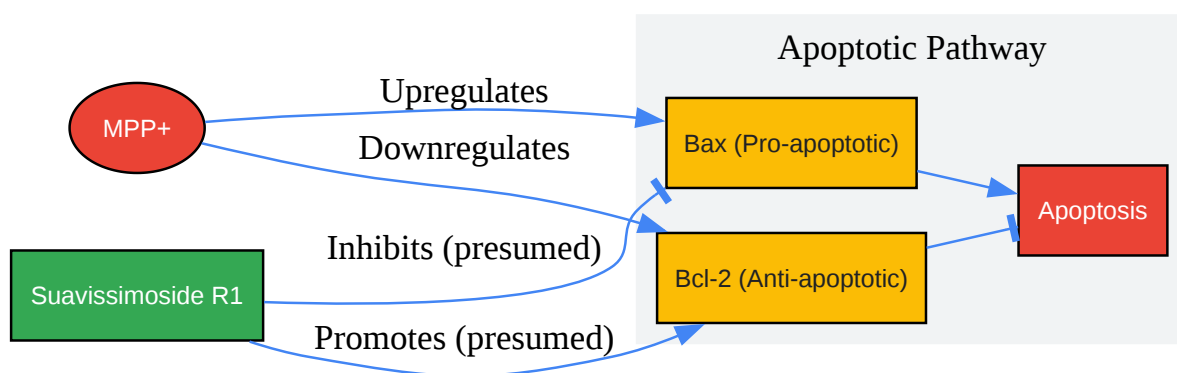 Apoptotic Pathway
Upregulates
MPP+
Bax (Pro-apoptotic)
Downregulates
Apoptosis
Inhibits (presumed)
Bcl-2 (Anti-apoptotic)
Suavissimoside R1
Promotes (presumed)